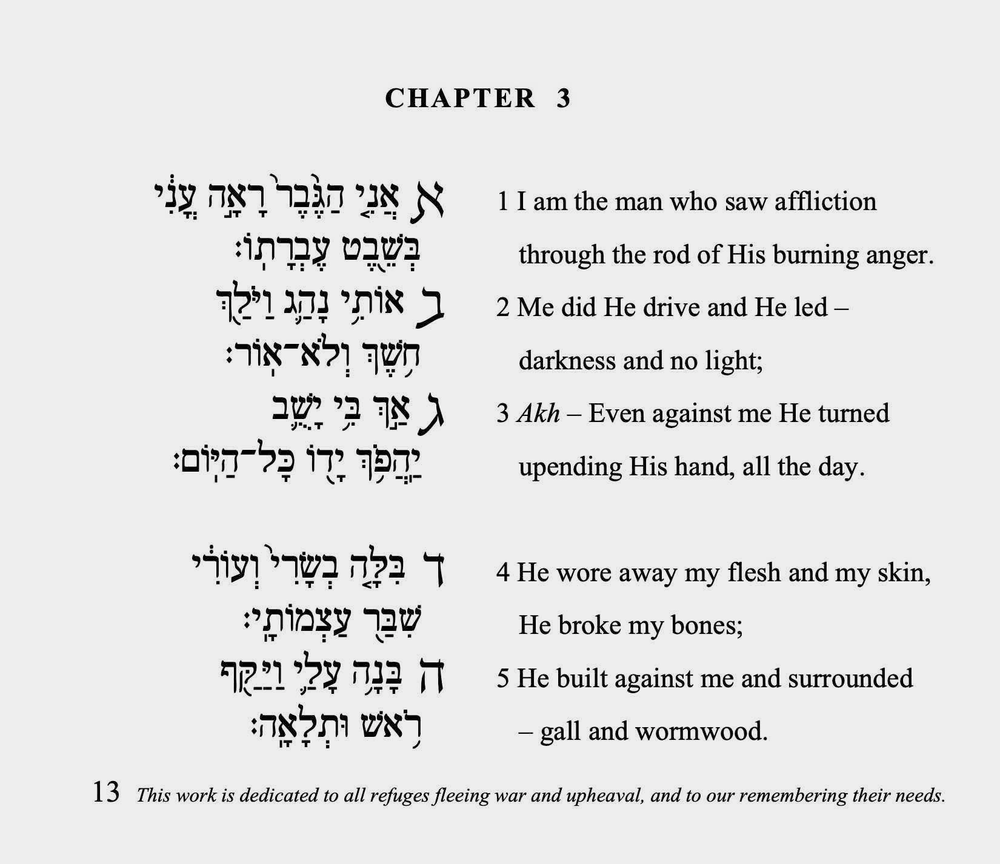 CHAPTER 3
א אֲנִ֤י הַגֶּ֙בֶר֙ רָאָ֣ה עֳנִ֔י
בְּשֵׁ֖בֶט עֶבְרָתֽוֹ׃
ב אוֹתִ֥י נָהַ֛ג וַיֹּלַ֖ךְ
חֹ֥שֶׁךְ וְלֹא־אֽוֹר׃
ג אַ֣ךְ בִּ֥י יָשֻׁ֛ב
יַהֲפֹ֥ךְ יָד֖וֹ כָּל־הַיּֽוֹם׃
ד בִּלָּ֤ה בְשָׂרִי֙ וְעוֹרִ֔י
שִׁבַּ֖ר עַצְמוֹתָֽי׃
ה בָּנָ֥ה עָלַ֛י וַיַּקַּ֖ף
רֹ֥אשׁ וּתְלָאָֽה׃
1 I am the man who saw affliction
through the rod of His burning anger.
2 Me did He drive and He led –
darkness and no light;
3 Akh – Even against me He turned
upending His hand, all the day.
4 He wore away my flesh and my skin,
He broke my bones;
5 He built against me and surrounded
– gall and wormwood.
13 This work is dedicated to all refuges fleeing war and upheaval, and to our remembering their needs.